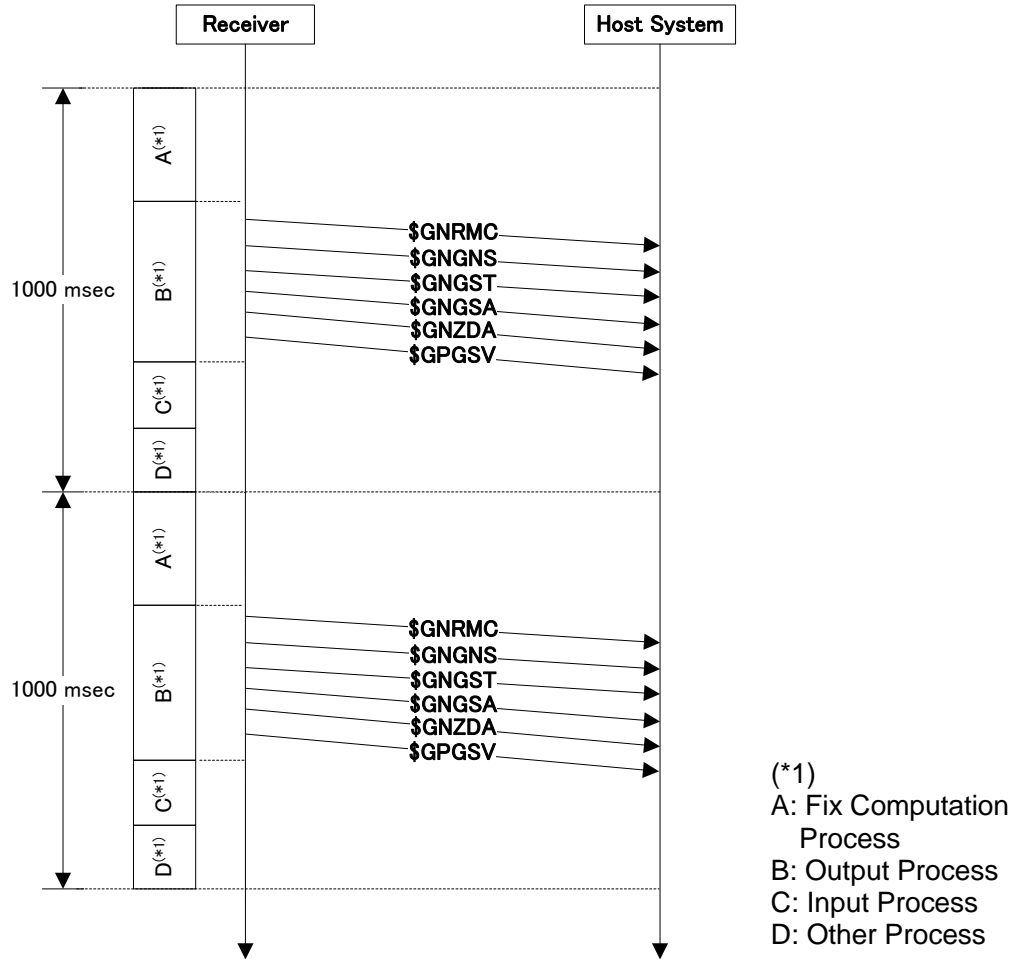 Receiver
Host System
A(*1)
$GNRMC
$GNGNS
$GNGST
1000 msec
B(*1)
$GNGSA
$GNZDA
$GPGSV
C(*1)
D(*1)
A(*1)
$GNRMC
$GNGNS
$GNGST
1000 msec
B(*1)
$GNGSA
$GNZDA
$GPGSV
C(*1)
D(*1)
(*1)
A: Fix Computation
Process
B: Output Process
C: Input Process
D: Other Process